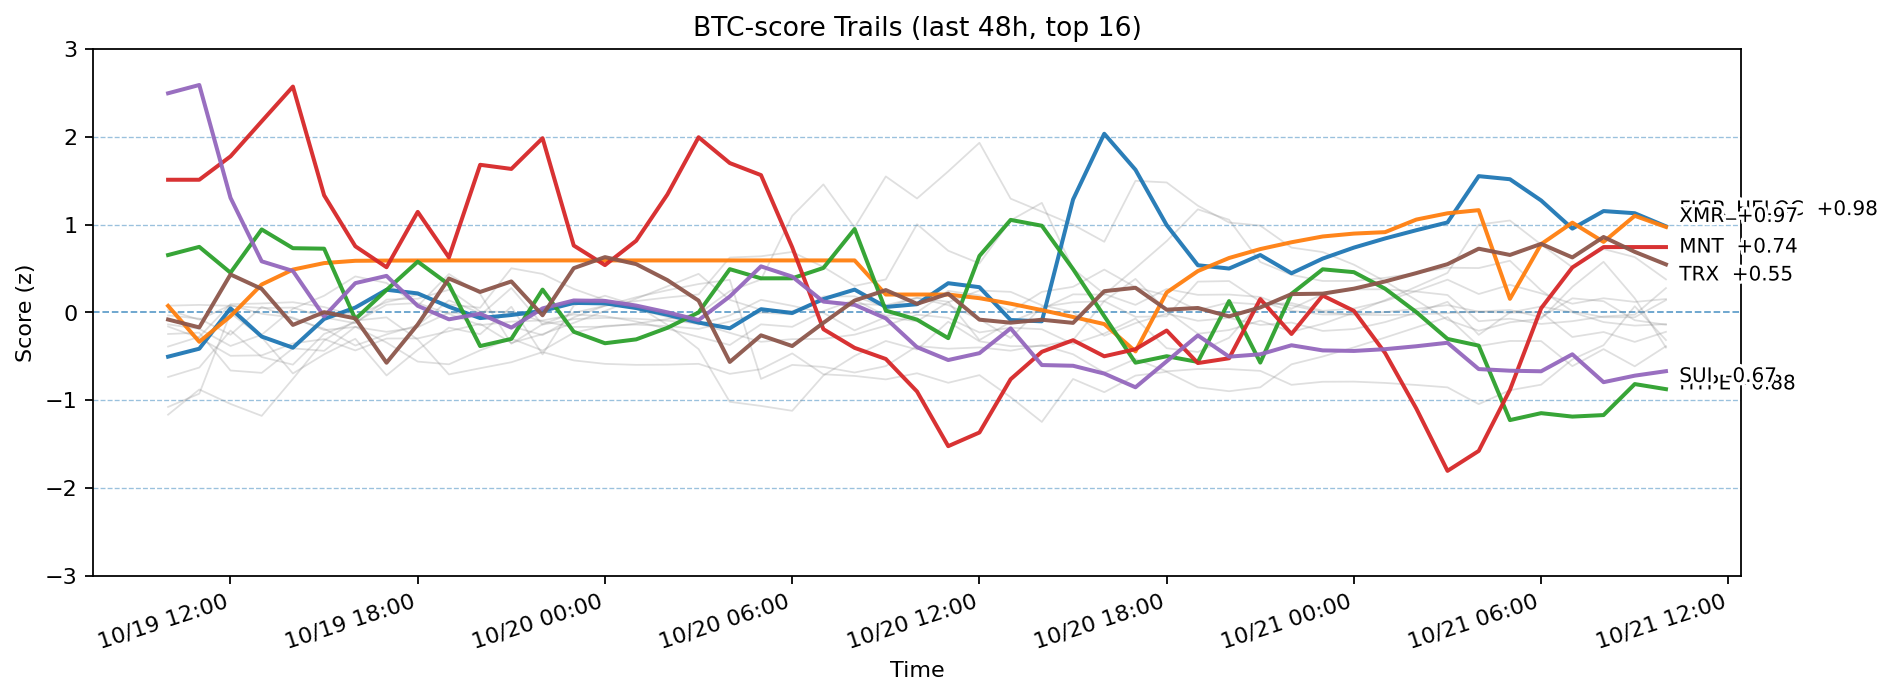 BTC-score Trails (last 48h, top 16)
Score (z)
3
2
1
0
−1
−2
−3
+0.98
XMR +0.97
MNT +0.74
TRX +0.55
SUI -0.67
10/19 12:00
10/19 18:00
10/20 00:00
10/20 06:00
10/20 12:00
10/20 18:00
10/21 00:00
10/21 06:00
10/21 12:00
Time